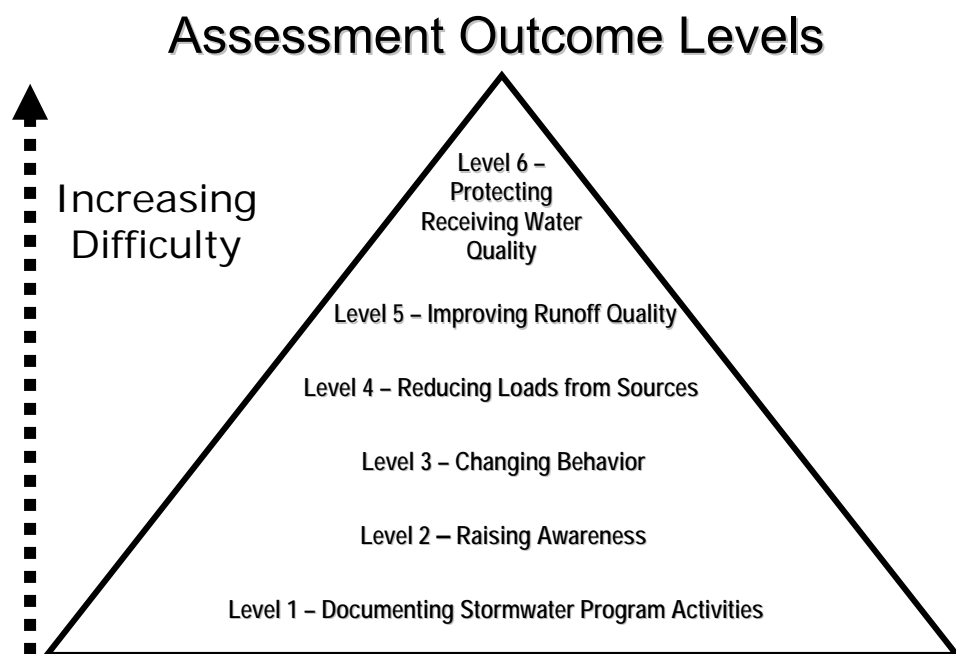 Assessment Outcome Levels
Increasing
Difficulty
Level 6 –
Protecting
Receiving Water
Quality
Level 5 – Improving Runoff Quality
Level 4 – Reducing Loads from Sources
Level 3 – Changing Behavior
Level 2 – Raising Awareness
Level 1 – Documenting Stormwater Program Activities